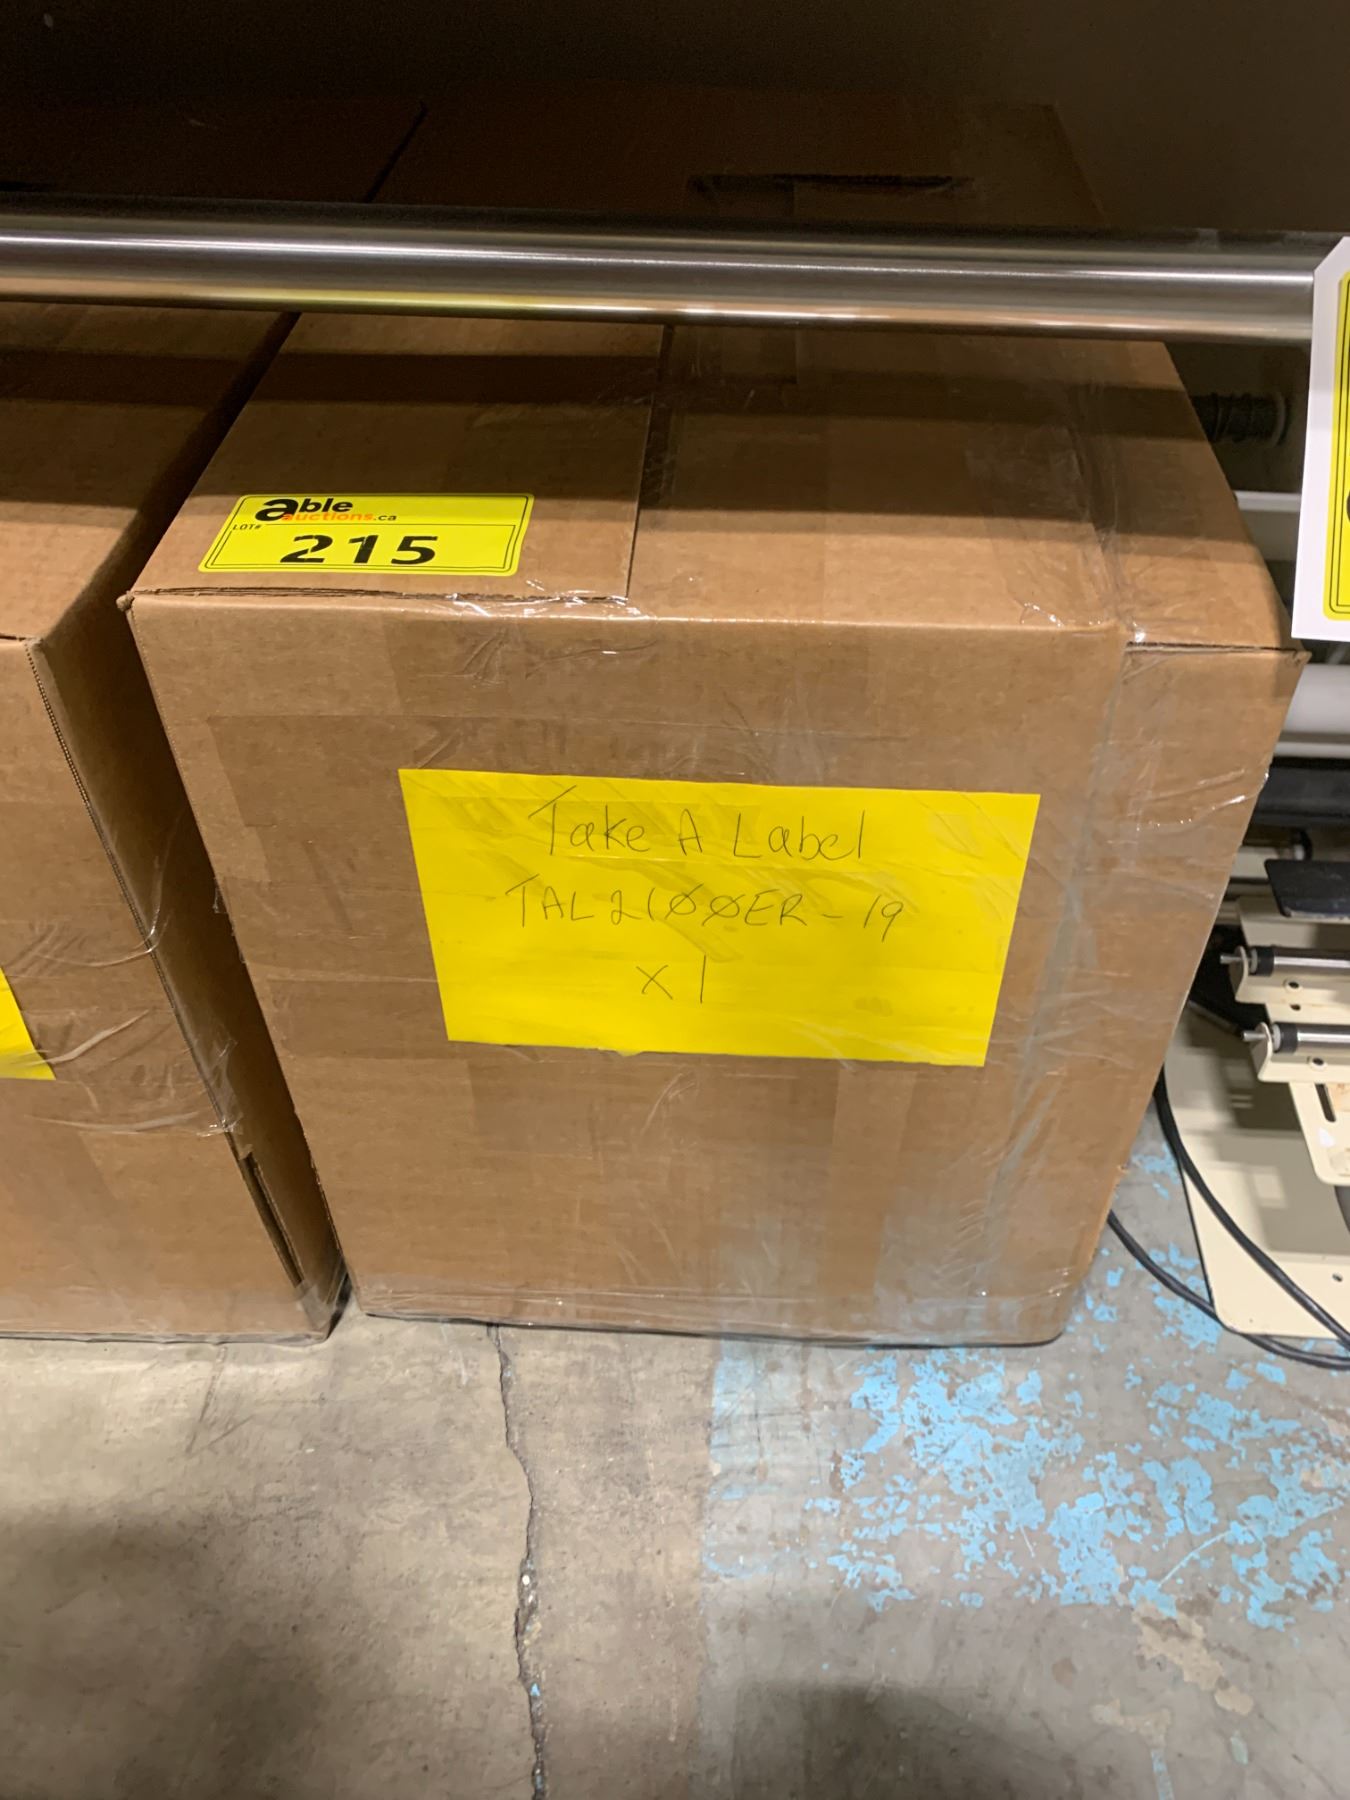 able
auctions.ca
LOT#
215
Take A Label
TAL2100ER-19
x1